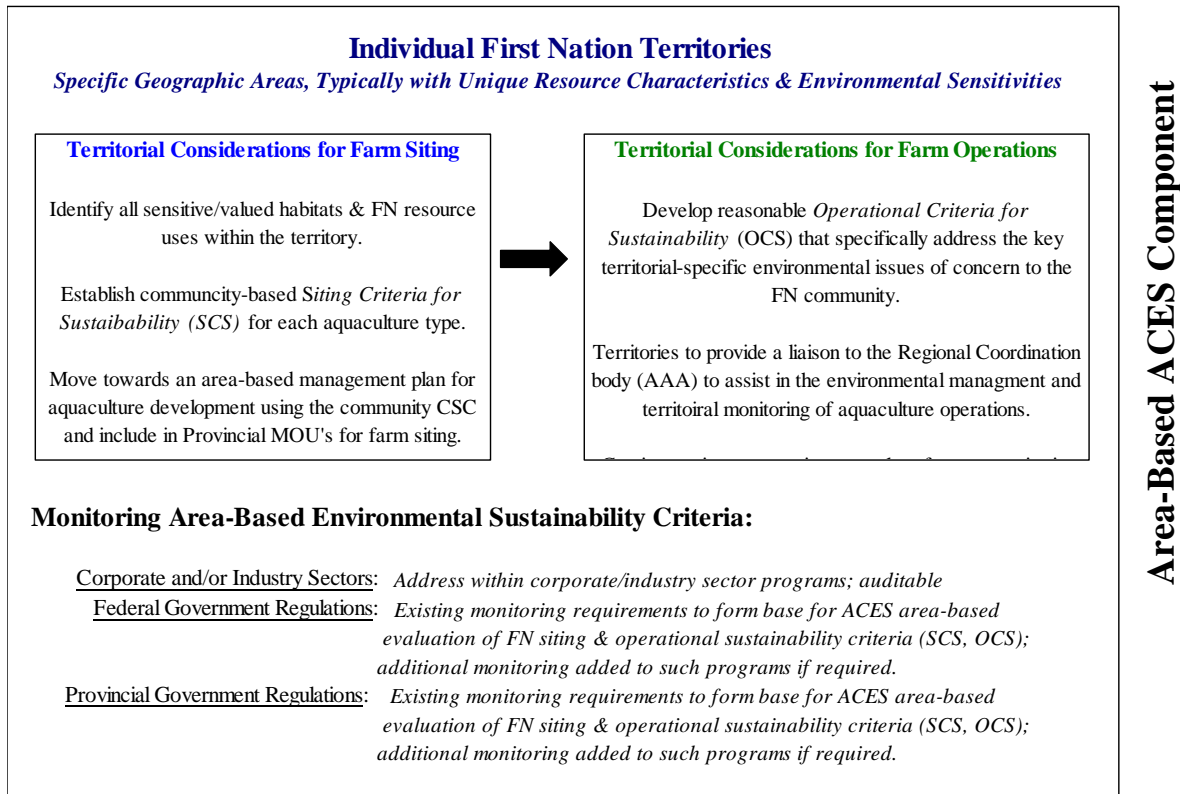 Individual First Nation Territories
Specific Geographic Areas, Typically with Unique Resource Characteristics & Environmental Sensitivities
Territorial Considerations for Farm Siting
Identify all sensitive/valued habitats & FN resource
uses within the territory.
Establish communcity-based Siting Criteria for
Sustaibability (SCS) for each aquaculture type.
Move towards an area-based management plan for
aquaculture development using the community CSC
and include in Provincial MOU's for farm siting.
Territorial Considerations for Farm Operations
Develop reasonable Operational Criteria for
Sustainability (OCS) that specifically address the key
territorial-specific environmental issues of concern to the
FN community.
Territories to provide a liaison to the Regional Coordination
body (AAA) to assist in the environmental managment and
territoiral monitoring of aquaculture operations.
Monitoring Area-Based Environmental Sustainability Criteria:
Corporate and/or Industry Sectors: Address within corporate/industry sector programs; auditable
Federal Government Regulations: Existing monitoring requirements to form base for ACES area-based
evaluation of FN siting & operational sustainability criteria (SCS, OCS);
additional monitoring added to such programs if required.
Provincial Government Regulations: Existing monitoring requirements to form base for ACES area-based
evaluation of FN siting & operational sustainability criteria (SCS, OCS);
additional monitoring added to such programs if required.
Area-Based ACES Component